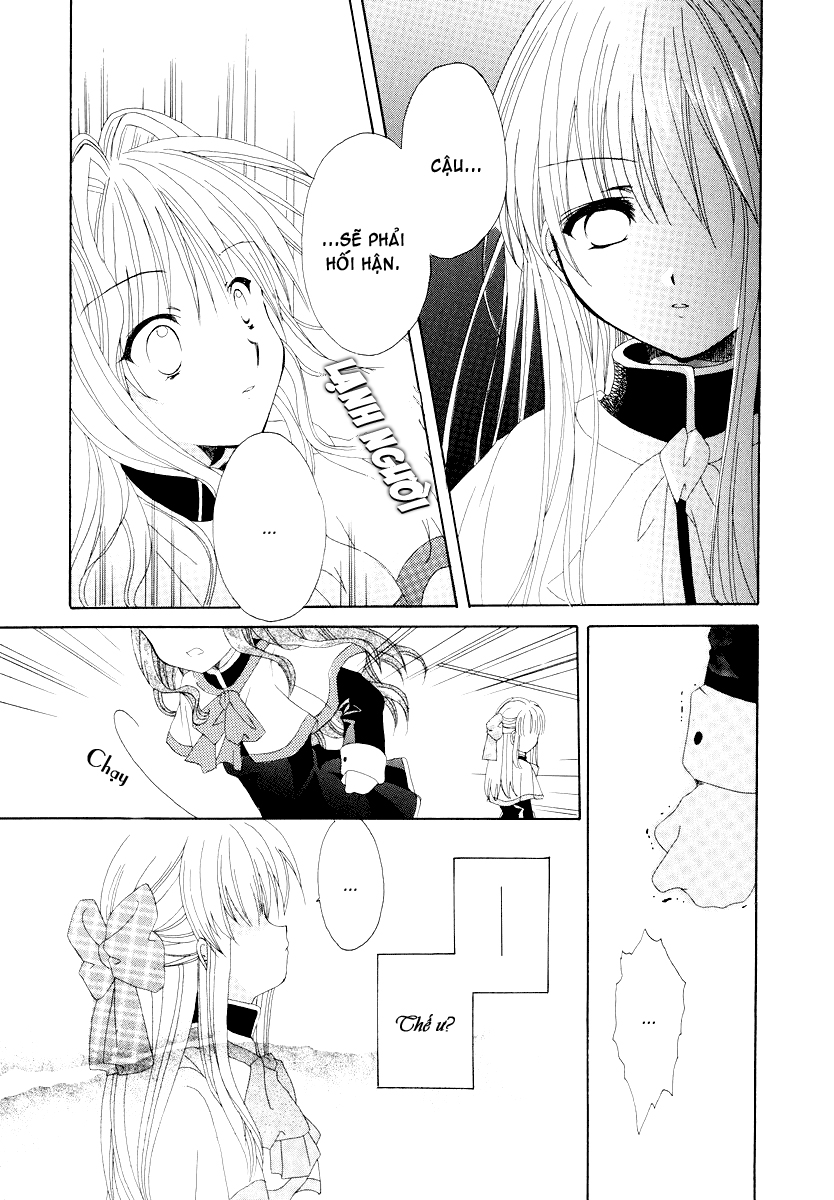 CẬU...
...SẼ PHẢI
HỐI HẬN.
LẠNH NGƯỜI
...
...
Chạy
...
Thế ư?